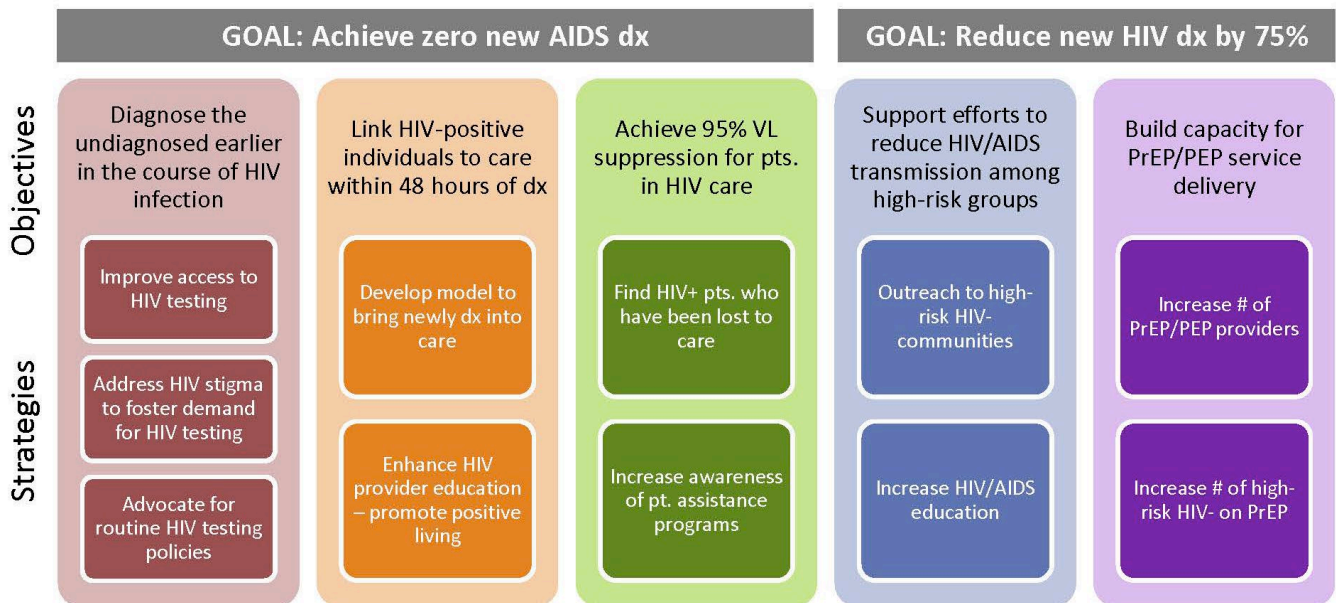 GOAL: Achieve zero new AIDS dx
GOAL: Reduce new HIV dx by 75%
Objectives
Diagnose the
undiagnosed earlier
in the course of HIV
infection
Link HIV-positive
individuals to care
within 48 hours of dx
Achieve 95% VL
suppression for pts.
in HIV care
Support efforts to
reduce HIV/AIDS
transmission among
high-risk groups
Build capacity for
PrEP/PEP service
delivery
Strategies
Improve access to
HIV testing
Address HIV stigma
to foster demand
for HIV testing
Advocate for
routine HIV testing
policies
Develop model to
bring newly dx into
care
Enhance HIV
provider education
– promote positive
living
Find HIV+ pts. who
have been lost to
care
Increase awareness
of pt. assistance
programs
Outreach to high-
risk HIV-
communities
Increase HIV/AIDS
education
Increase # of
PrEP/PEP providers
Increase # of high-
risk HIV- on PrEP